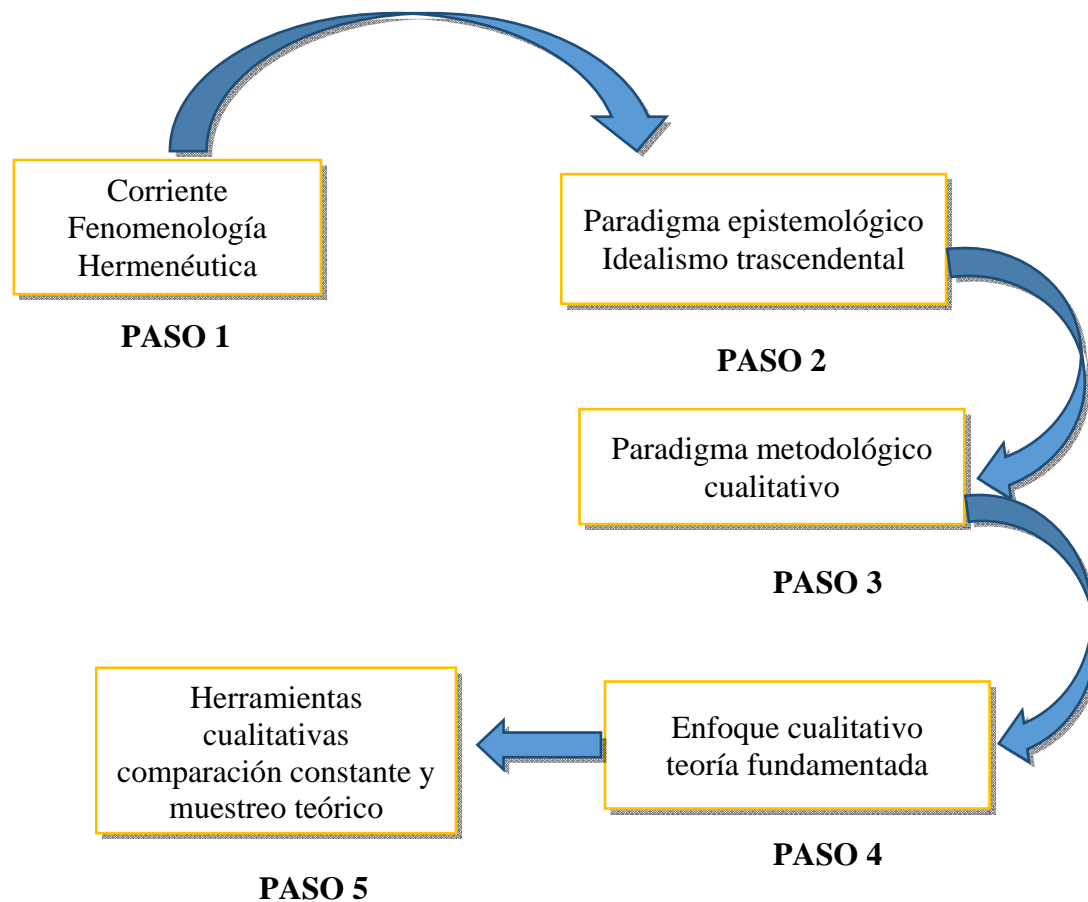 Corriente
Fenomenología
Hermenéutica
PASO 1
Paradigma epistemológico
Idealismo trascendental
PASO 2
Paradigma metodológico
cualitativo
PASO 3
Enfoque cualitativo
teoría fundamentada
PASO 4
Herramientas
cualitativas
comparación constante y
muestreo teórico
PASO 5